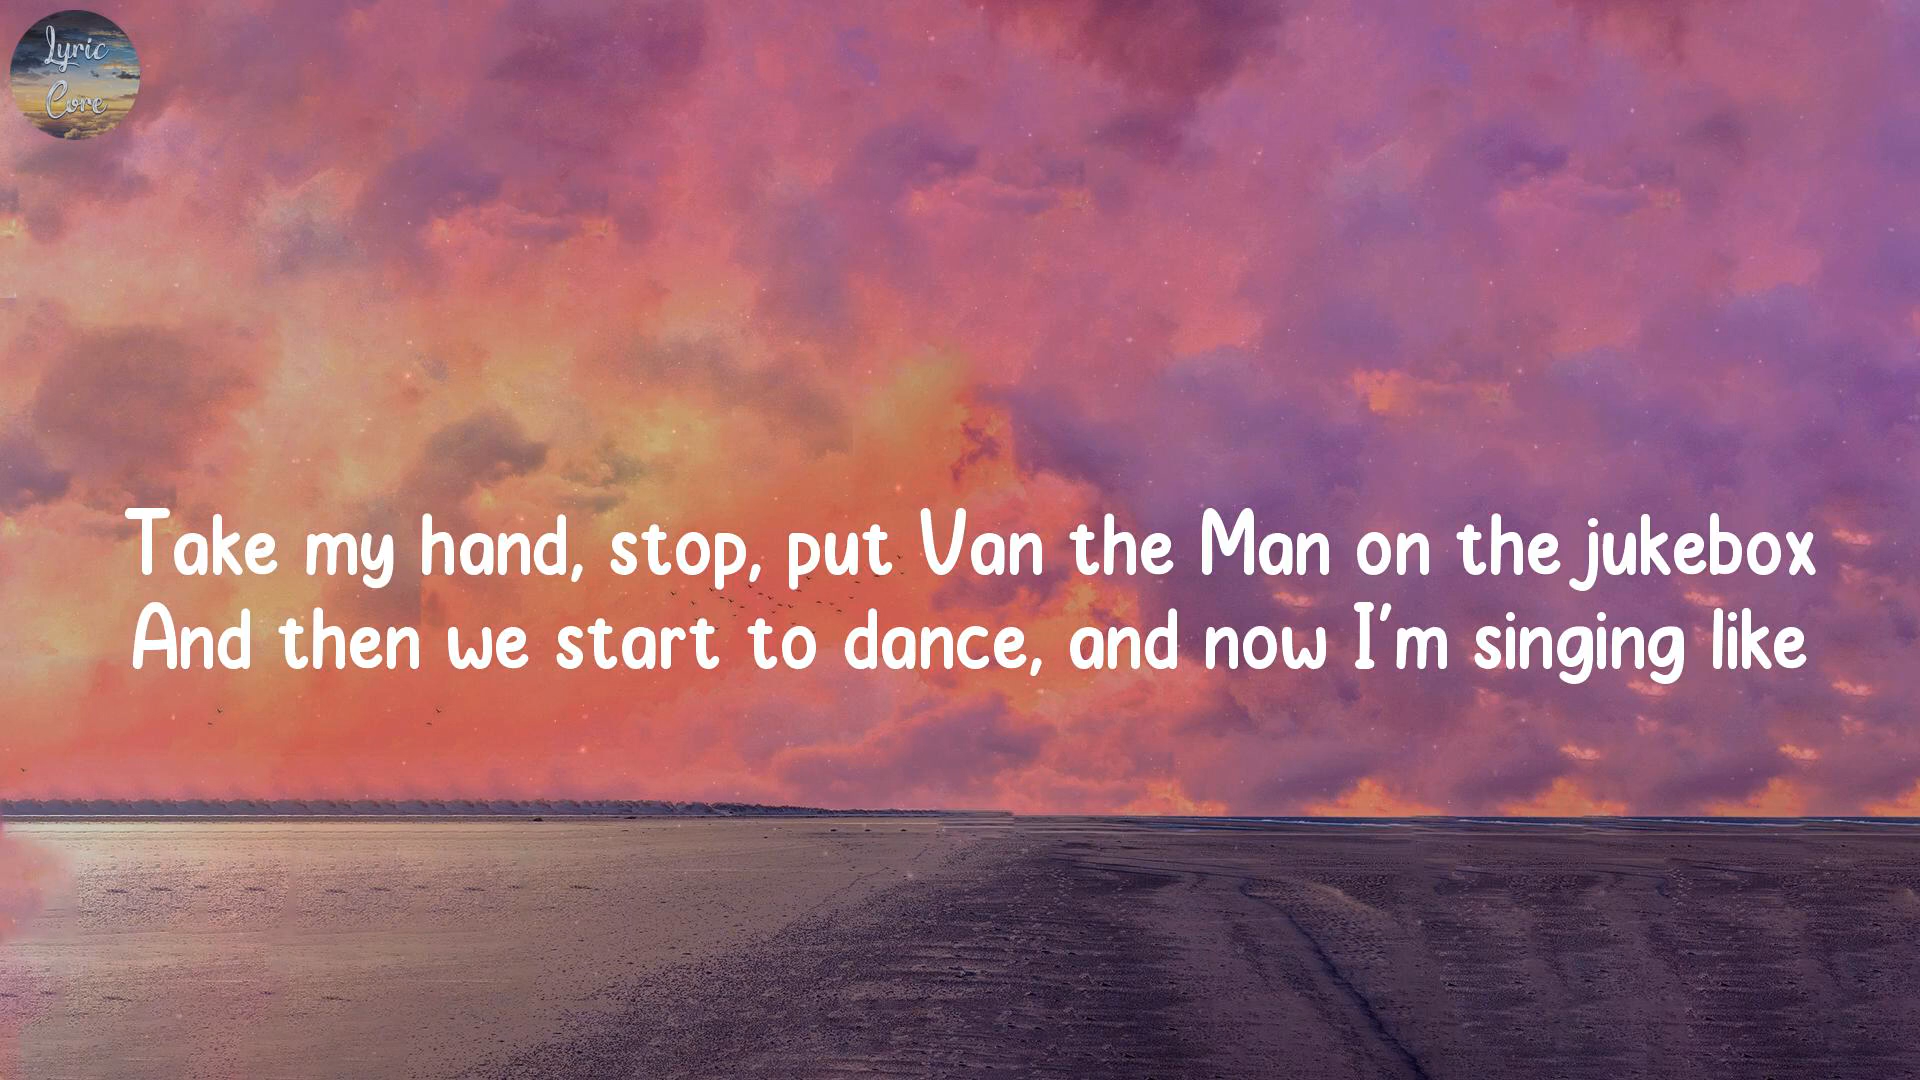 Lyric
Core
Take my hand, stop, put Van the Man on the jukebox
And then we start to dance, and now I'm singing like